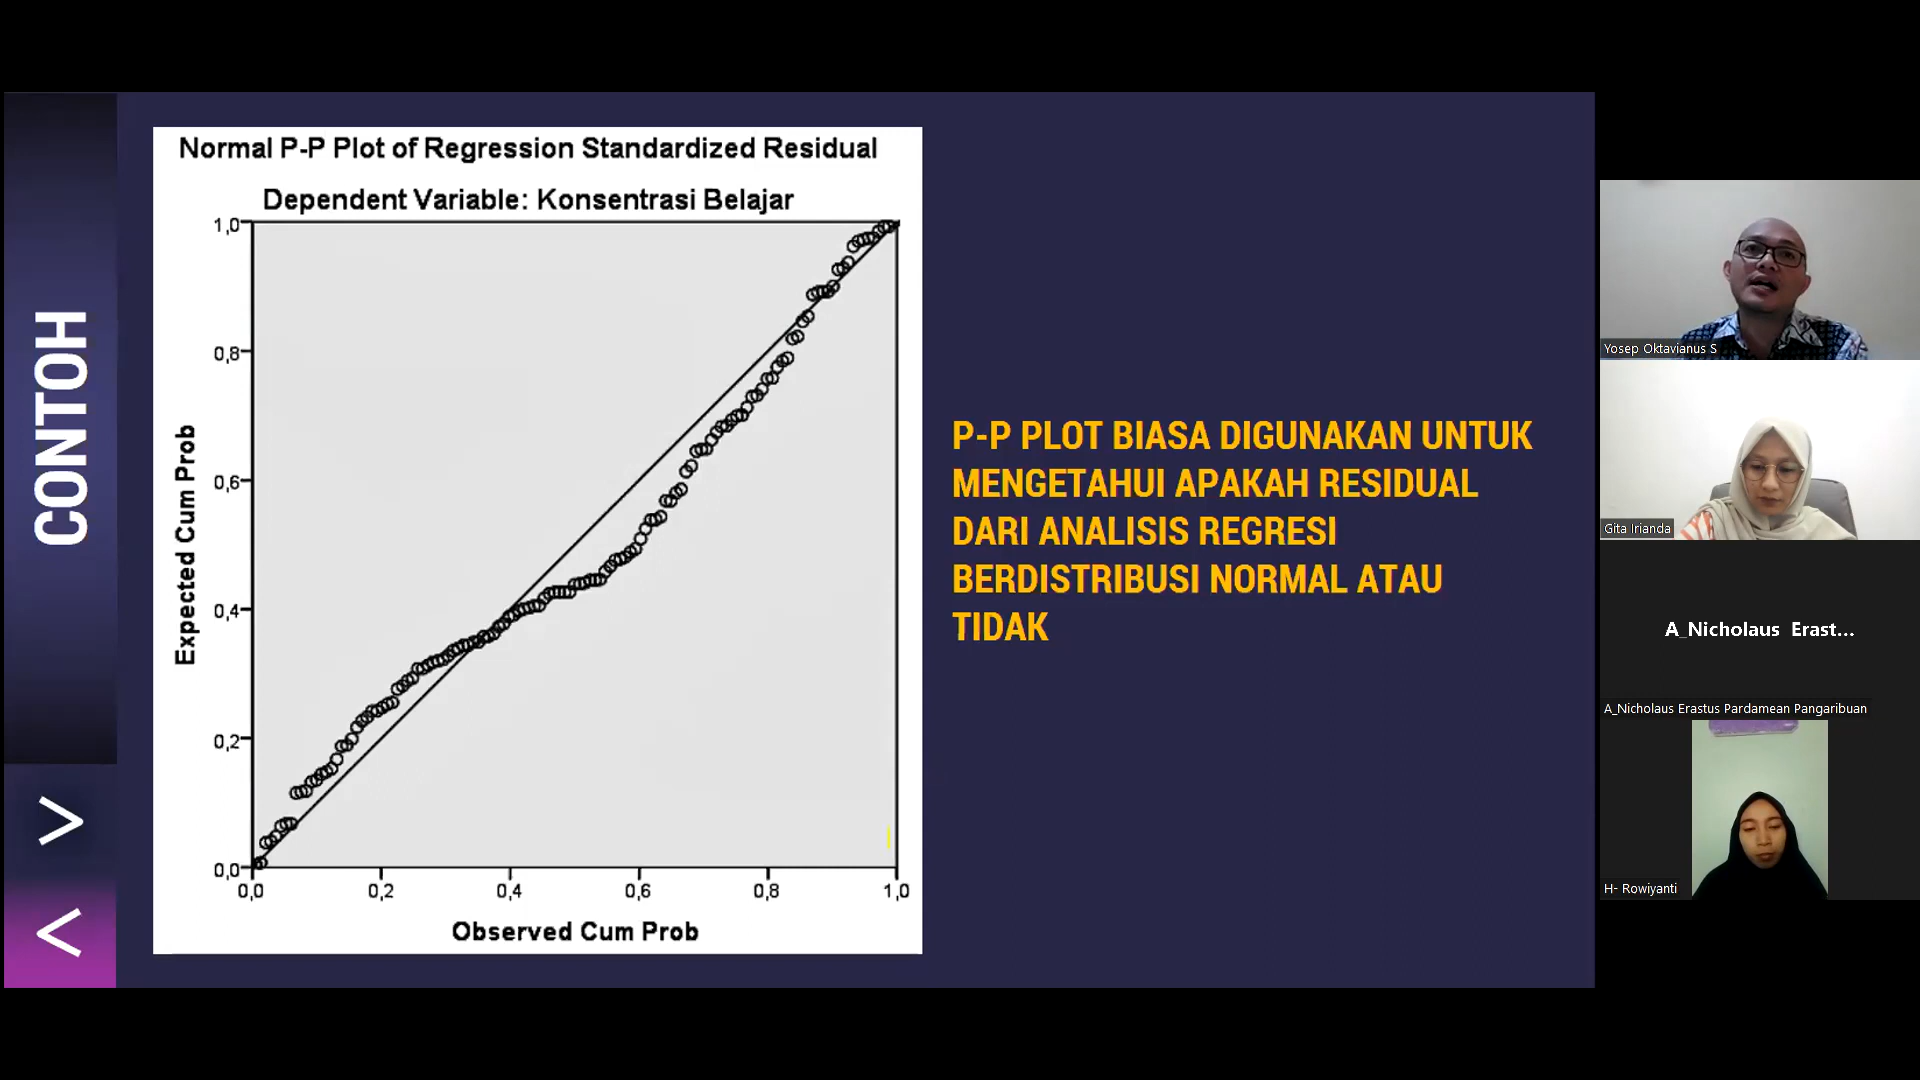 CONTOH
Normal P-P Plot of Regression Standardized Residual
Dependent Variable: Konsentrasi Belajar
Expected Cum Prob
1,0
0,8
0,6
0,4
0,2
0,0
0,0 0,2 0,4 0,6 0,8 1,0
Observed Cum Prob
P-P PLOT BIASA DIGUNAKAN UNTUK
MENGETAHUI APAKAH RESIDUAL
DARI ANALISIS REGRESI
BERDISTRIBUSI NORMAL ATAU
TIDAK
Yosep Oktavianus S
Gita Irianda
A_Nicholaus Erast...
A_Nicholaus Erastus Pardamean Pangaribuan
H- Rowiyanti